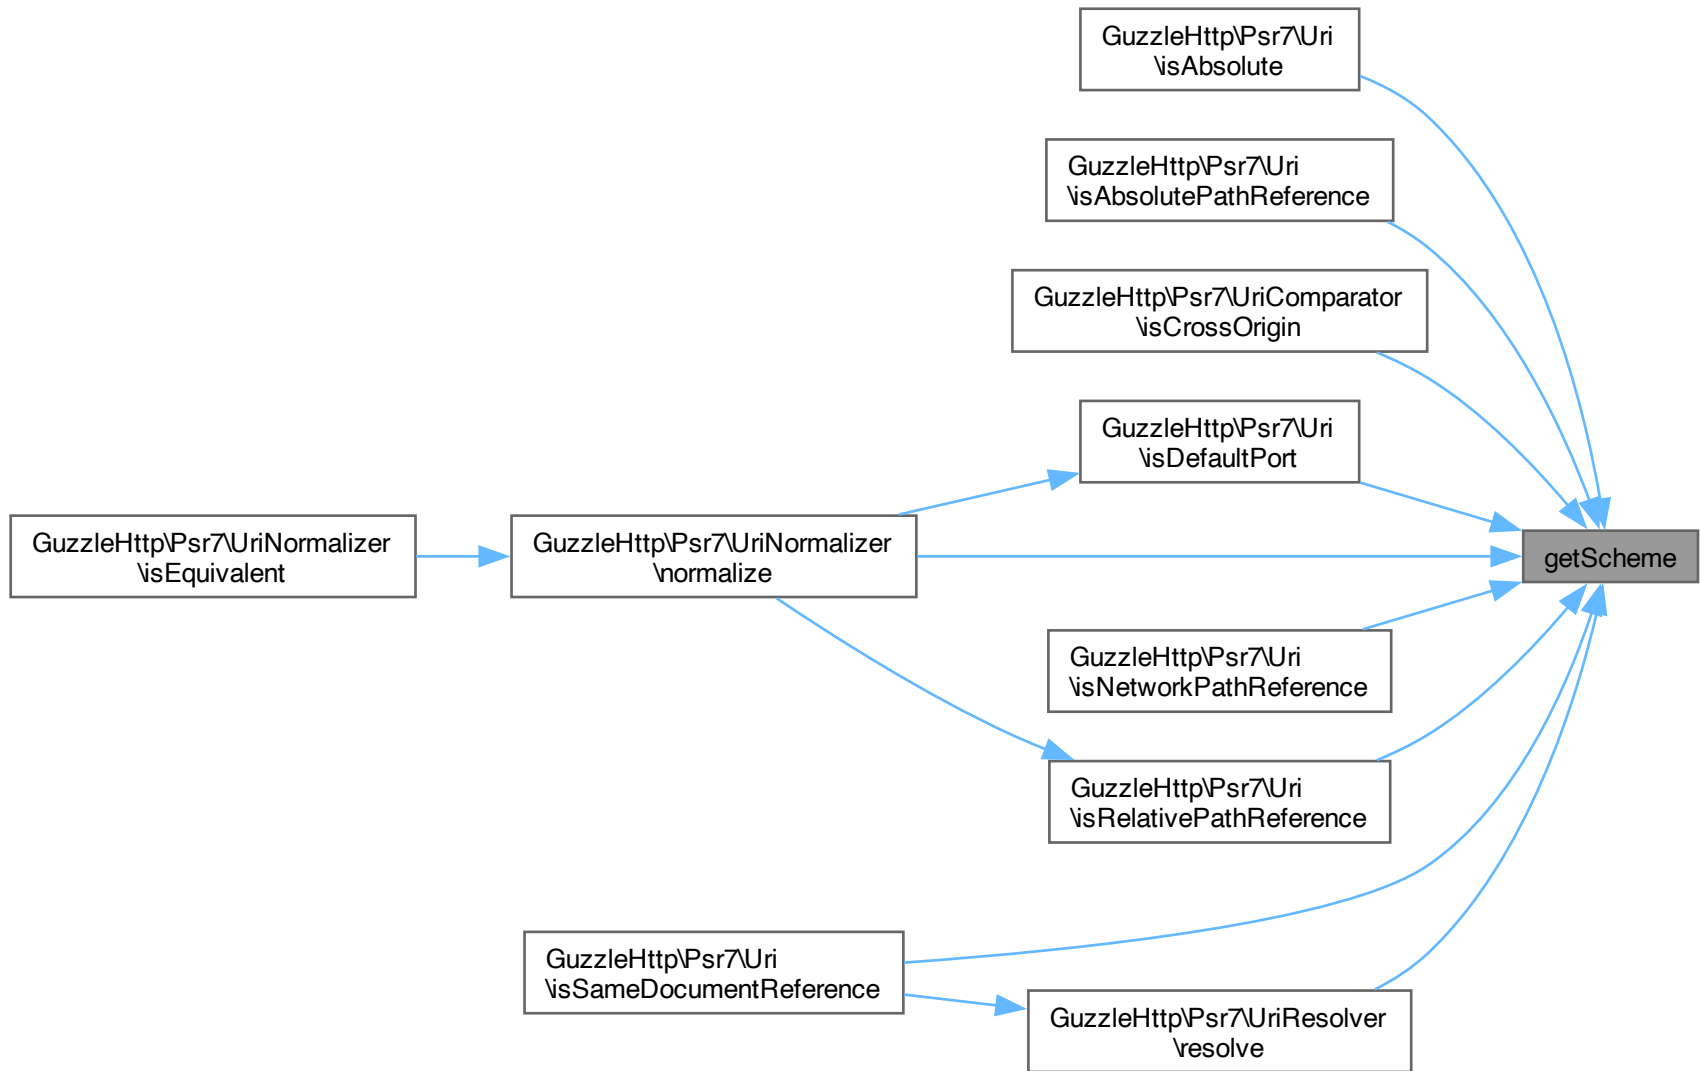 GuzzleHttp\Psr7\Uri
\isAbsolute
GuzzleHttp\Psr7\Uri
\isAbsolutePathReference
GuzzleHttp\Psr7\UriComparator
\isCrossOrigin
GuzzleHttp\Psr7\Uri
\isDefaultPort
GuzzleHttp\Psr7\UriNormalizer
\isEquivalent
GuzzleHttp\Psr7\UriNormalizer
\normalize
getScheme
GuzzleHttp\Psr7\Uri
\isNetworkPathReference
GuzzleHttp\Psr7\Uri
\isRelativePathReference
GuzzleHttp\Psr7\Uri
\isSameDocumentReference
GuzzleHttp\Psr7\UriResolver
\resolve